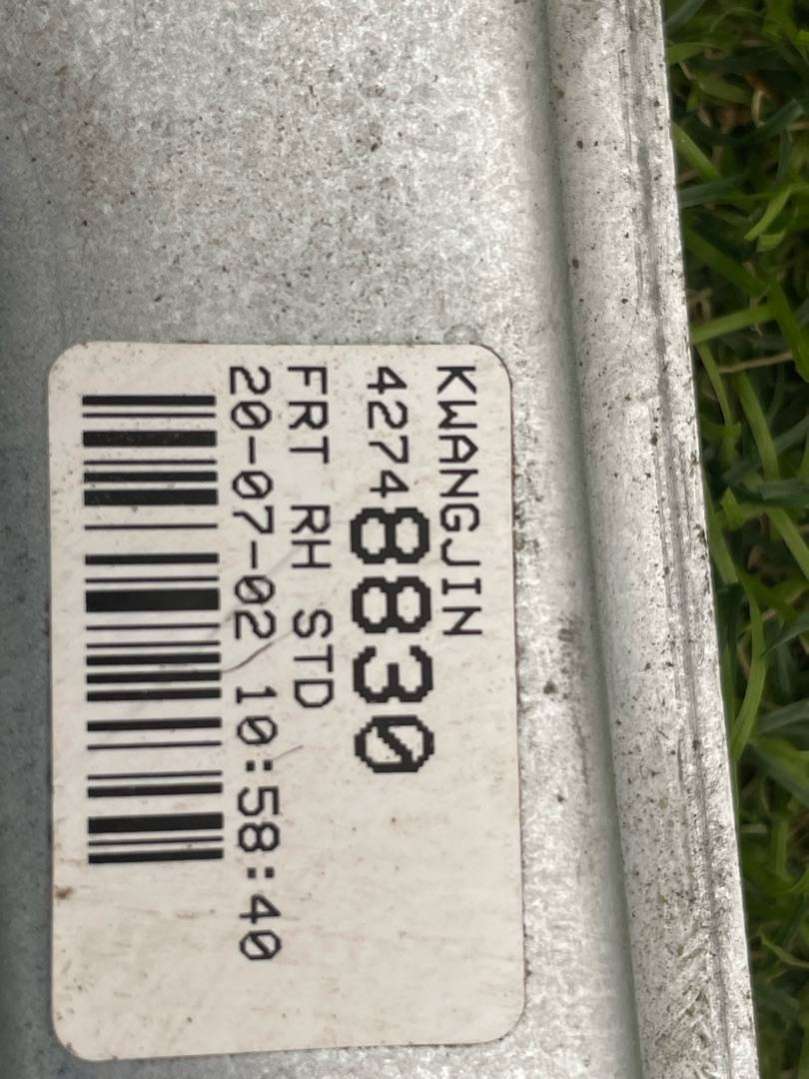 KWANGJIN
42748830
FRT RH STD
20-07-02 10:58:40